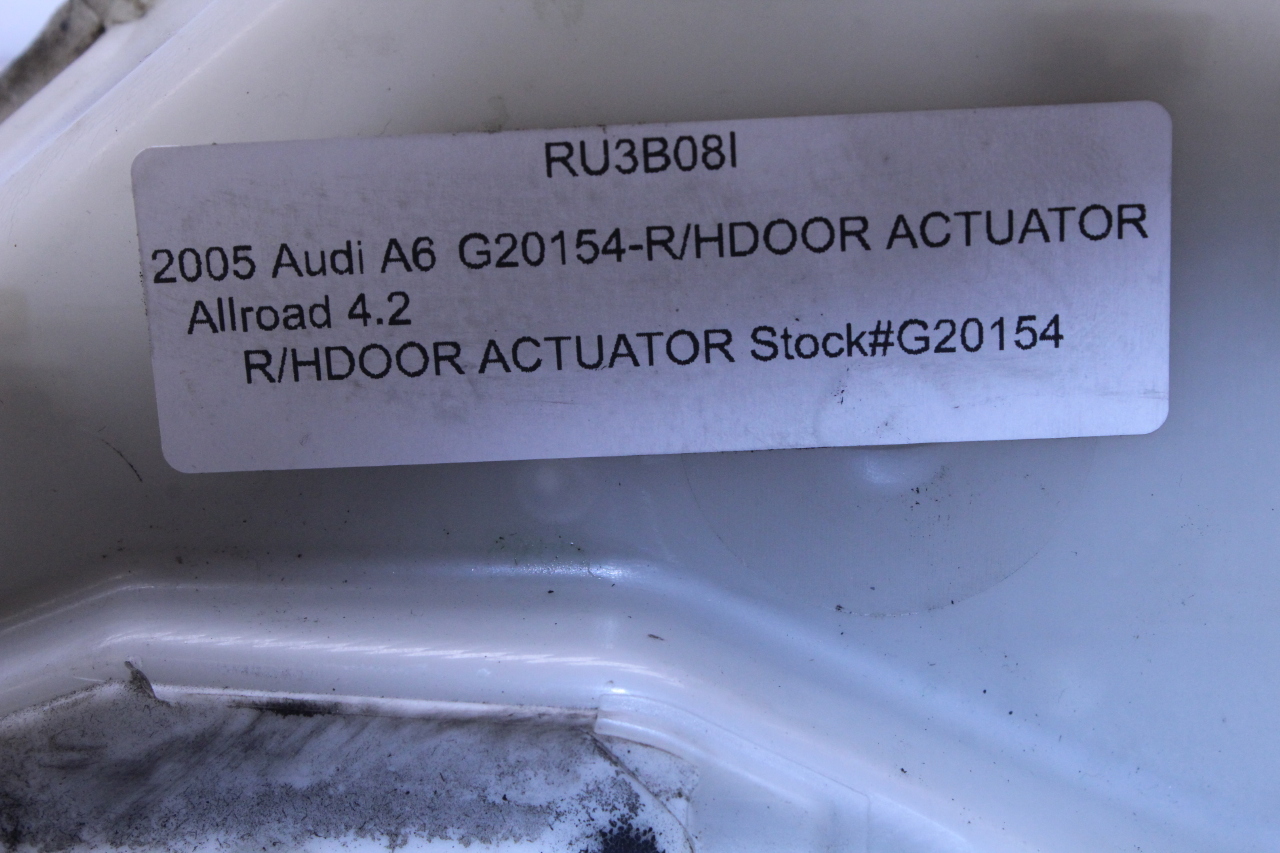 RU3B08I
2005 Audi A6 G20154-R/HDOOR ACTUATOR
Allroad 4.2
R/HDOOR ACTUATOR Stock#G20154